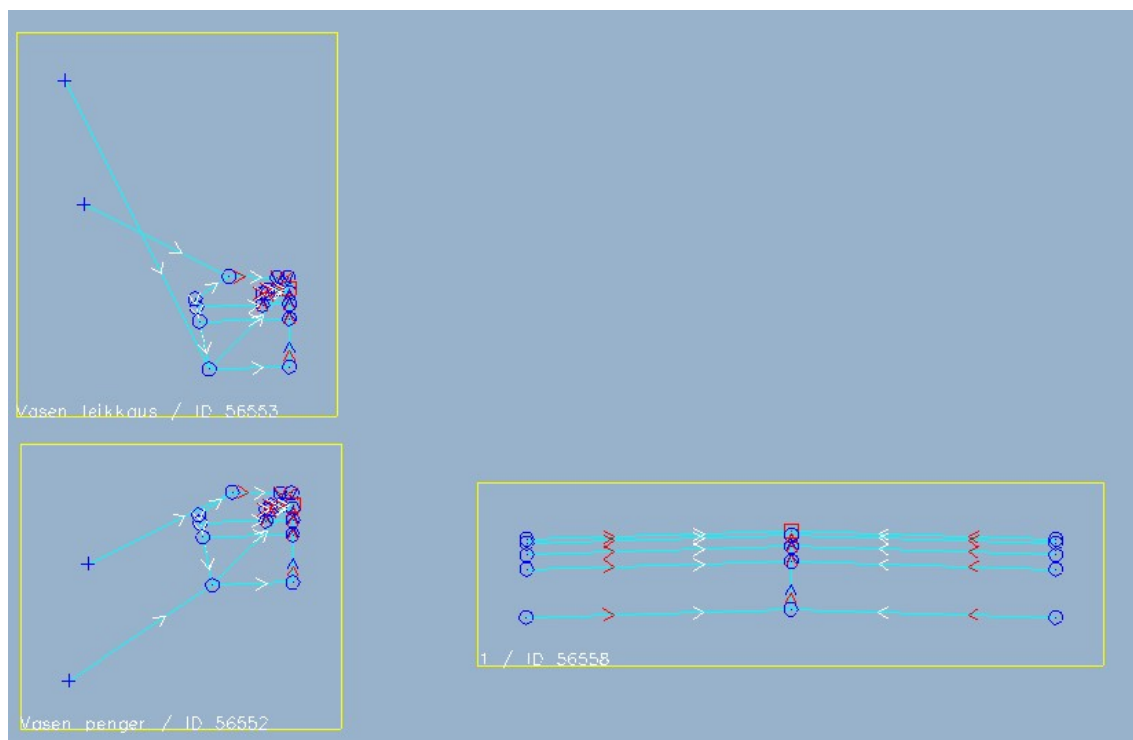 Vasen leikkaus / ID 56553
Vasen penger / ID 56552
1 / ID 56558